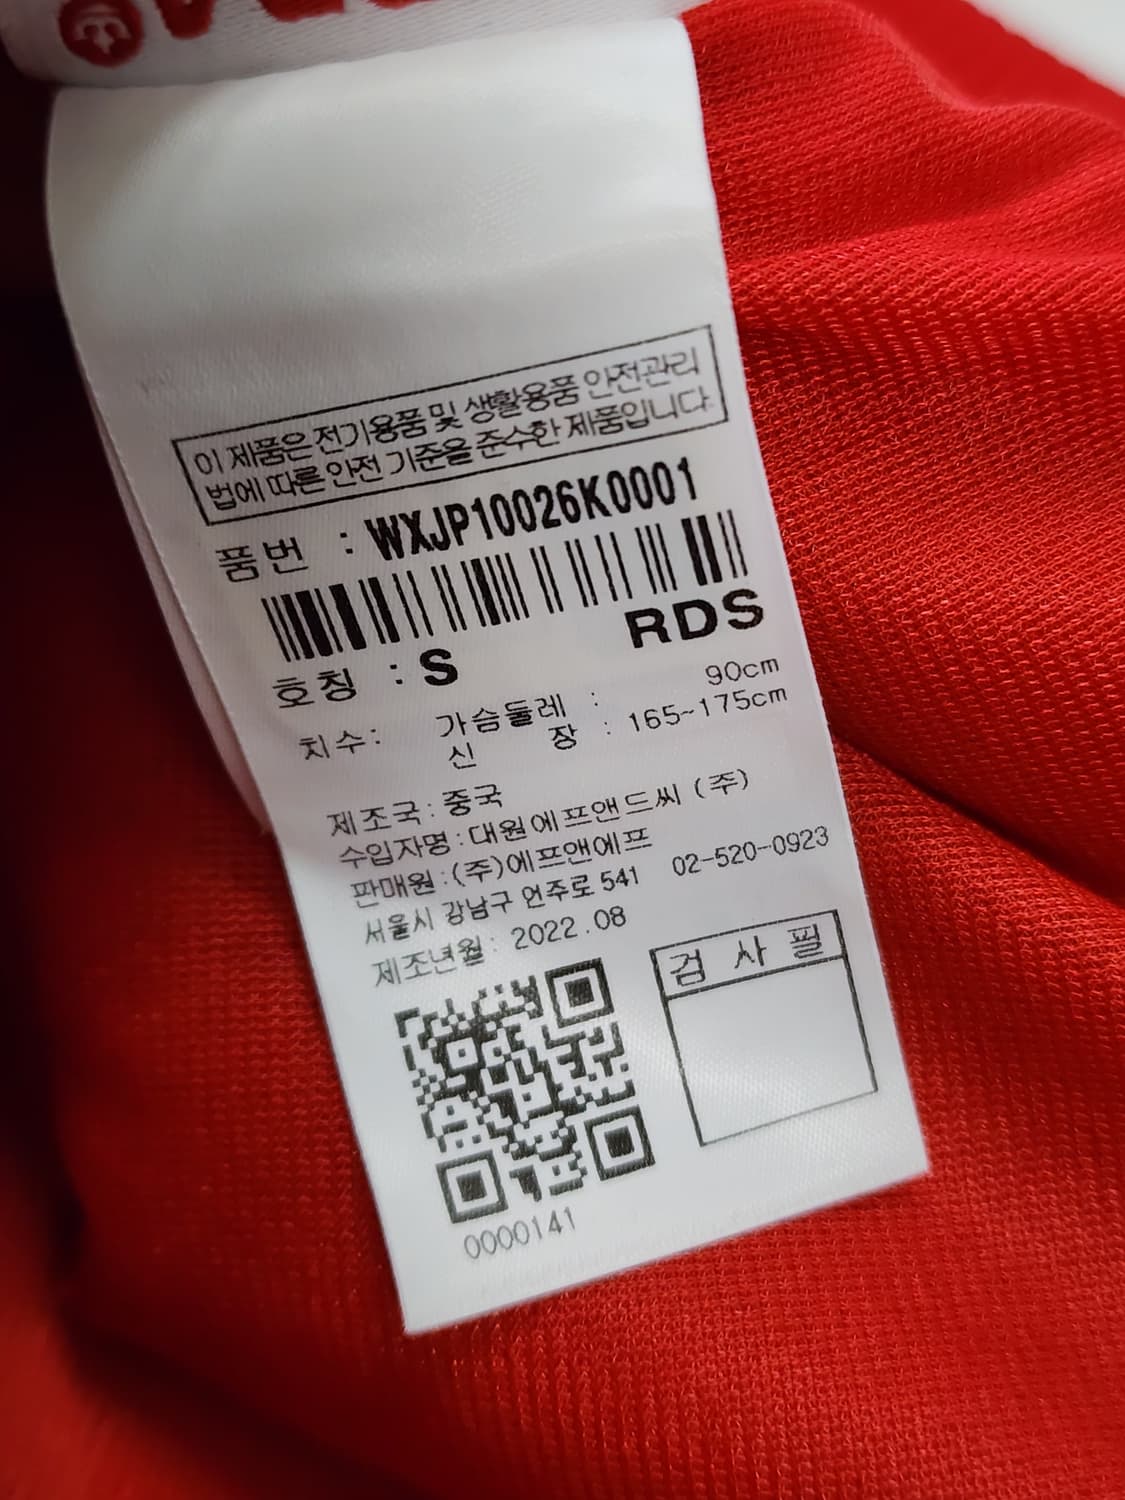 이 제품은 전기용품 및 생활용품 안전관리
법에 따른 안전 기준을 준수한 제품입니다.
품번 : WXJP10026K0001
RDS
호칭 : S
치수: 가슴둘레 : 90cm
신 장 : 165~175cm
제조국: 중국
수입자명: 대원에프앤드씨 (주)
판매원: (주)에프앤에프 02-520-0923
서울시 강남구 언주로 541
제조년월: 2022.08
검 사 필
0000141